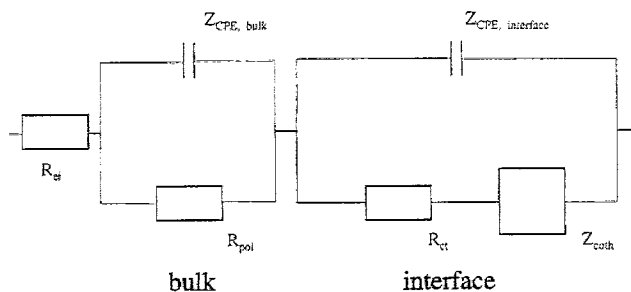 Z_CPE, bulk
Z_CPE, interface
R_el
R_pol
R_ct
Z_coth
bulk
interface